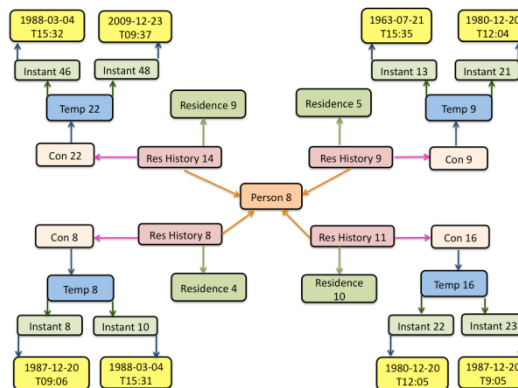 1988-03-04
T15:32
2009-12-23
T09:37
1963-07-21
T15:35
1980-12-20
T12:04
Instant 46
Instant 48
Instant 13
Instant 21
Temp 22
Residence 9
Residence 5
Temp 9
Con 22
Res History 14
Res History 9
Con 9
Person 8
Con 8
Res History 8
Res History 11
Con 16
Temp 8
Residence 4
Residence
10
Temp 16
Instant 8
Instant 10
Instant 22
Instant 23
1987-12-20
T09:06
1988-03-04
T15:31
1980-12-20
T12:05
1987-12-20
T9:05